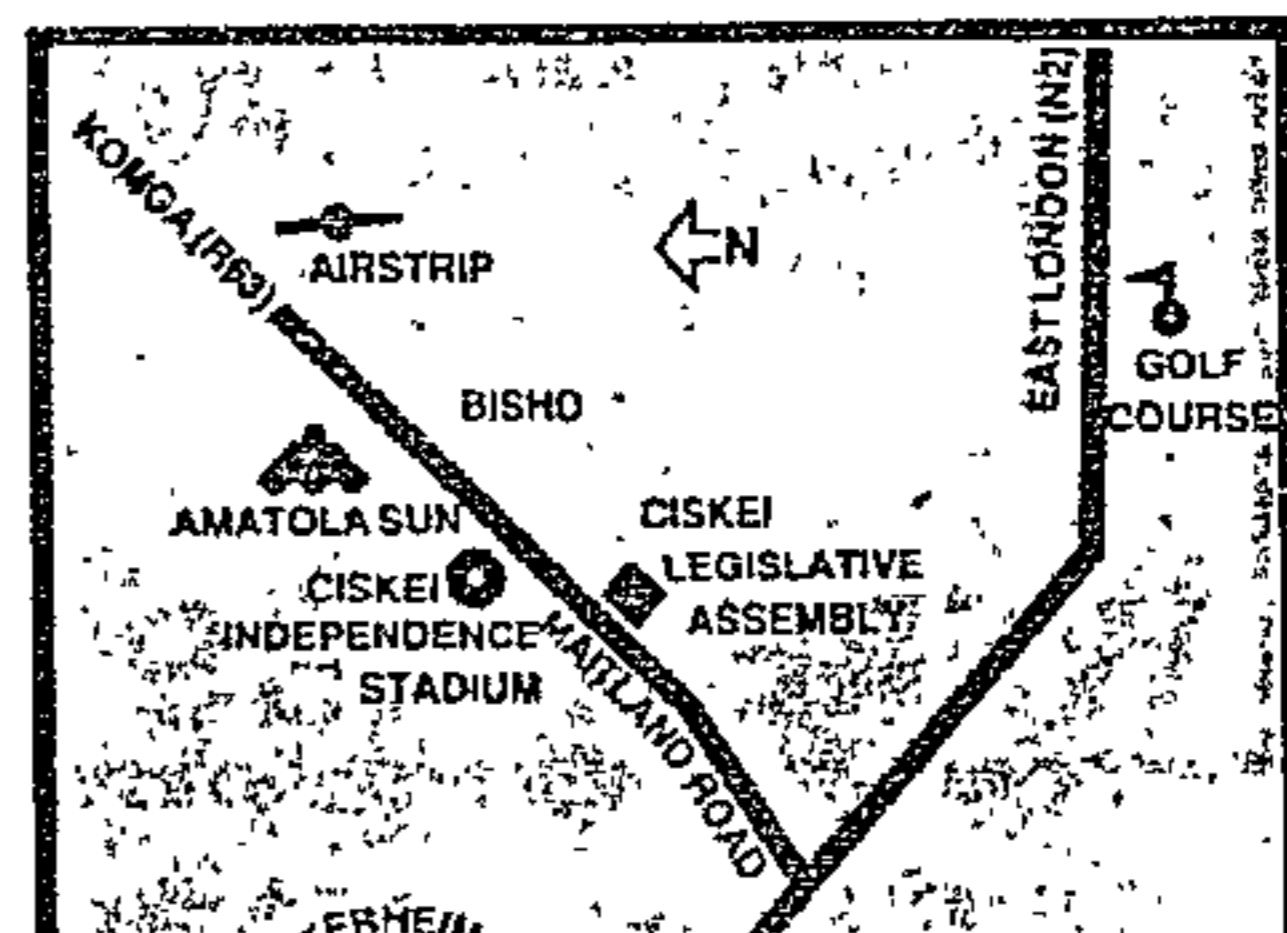 KOMGA (R63)
AIRSTRIP
N
EAST LONDON (N2)
GOLF
COURSE
BISHO
AMATOLA SUN
CISKEI
LEGISLATIVE
ASSEMBLY
CISKEI
INDEPENDENCE
STADIUM
MAITLAND ROAD